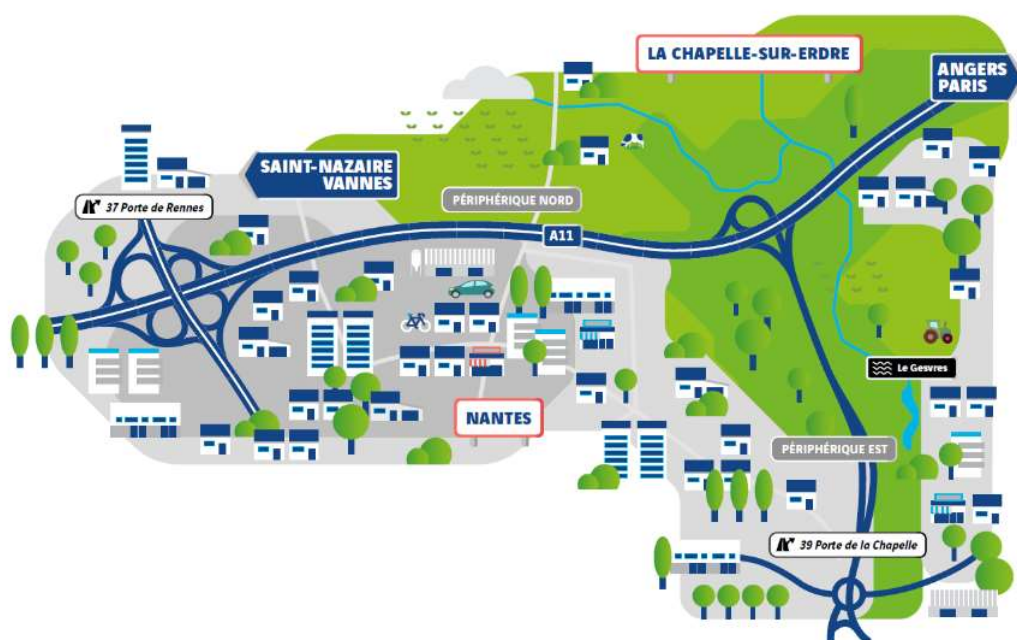 LA CHAPELLE-SUR-ERDRE
ANGERS
PARIS
SAINT-NAZAIRE
VANNES
37 Porte de Rennes
PÉRIPHÉRIQUE NORD
A11
Le Gesvres
NANTES
PÉRIPHÉRIQUE EST
39 Porte de la Chapelle